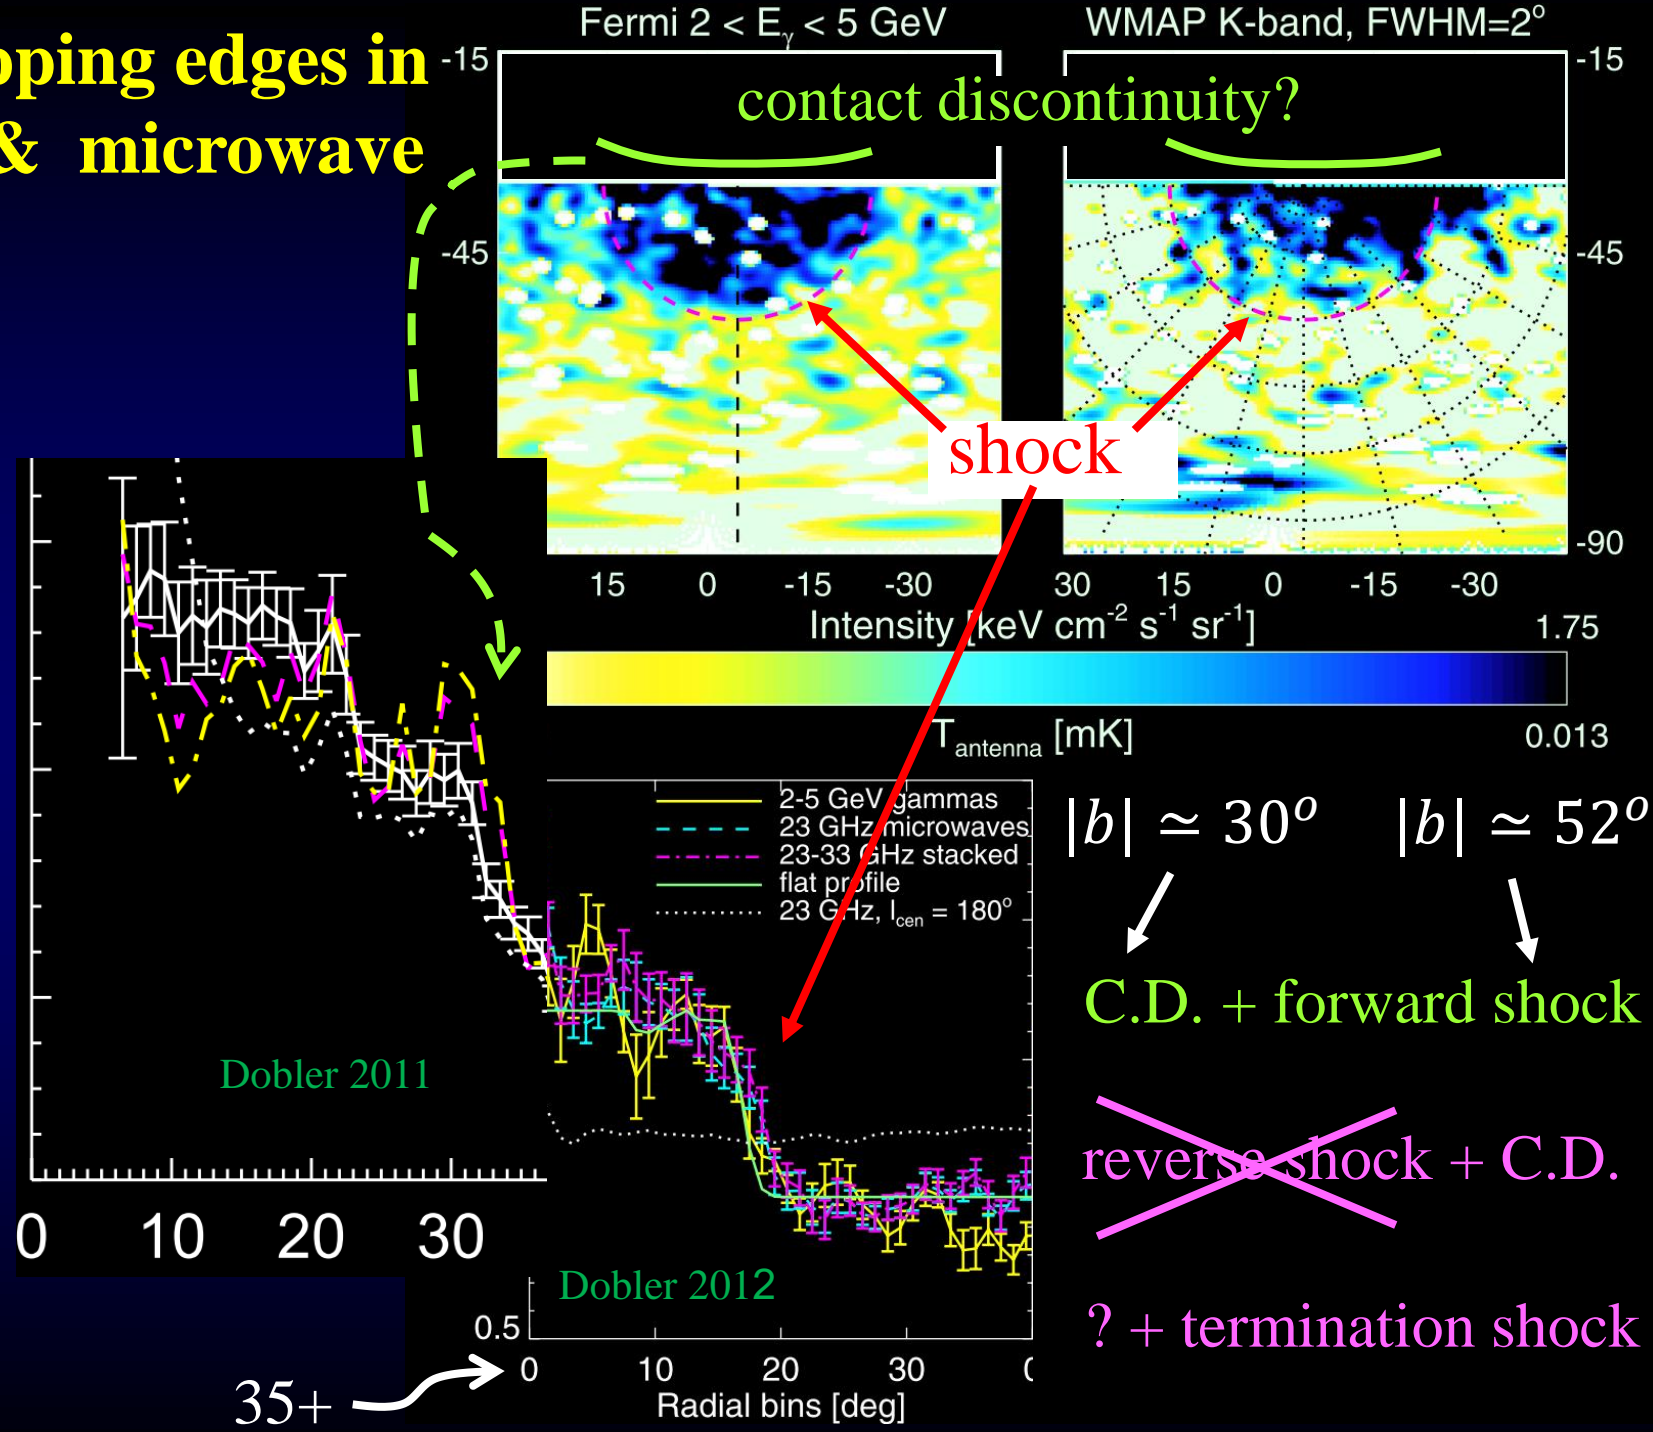 edges in
& microwave
Fermi 2 < Eγ < 5 GeV
WMAP K-band, FWHM=2°
-15
-15
contact discontinuity?
-45
-45
shock
-90
15 0 -15 -30
30 15 0 -15 -30
Intensity [keV cm⁻² s⁻¹ sr⁻¹]
1.75
T_antenna [mK]
0.013
2-5 GeV gammas
23 GHz microwaves
23-33 GHz stacked
flat profile
23 GHz, l_cen = 180°
|b| ≃ 30° |b| ≃ 52°
C.D. + forward shock
Dobler 2011
reverse shock + C.D.
0 10 20 30
Dobler 2012
? + termination shock
0.5
0 10 20 30
35+
Radial bins [deg]